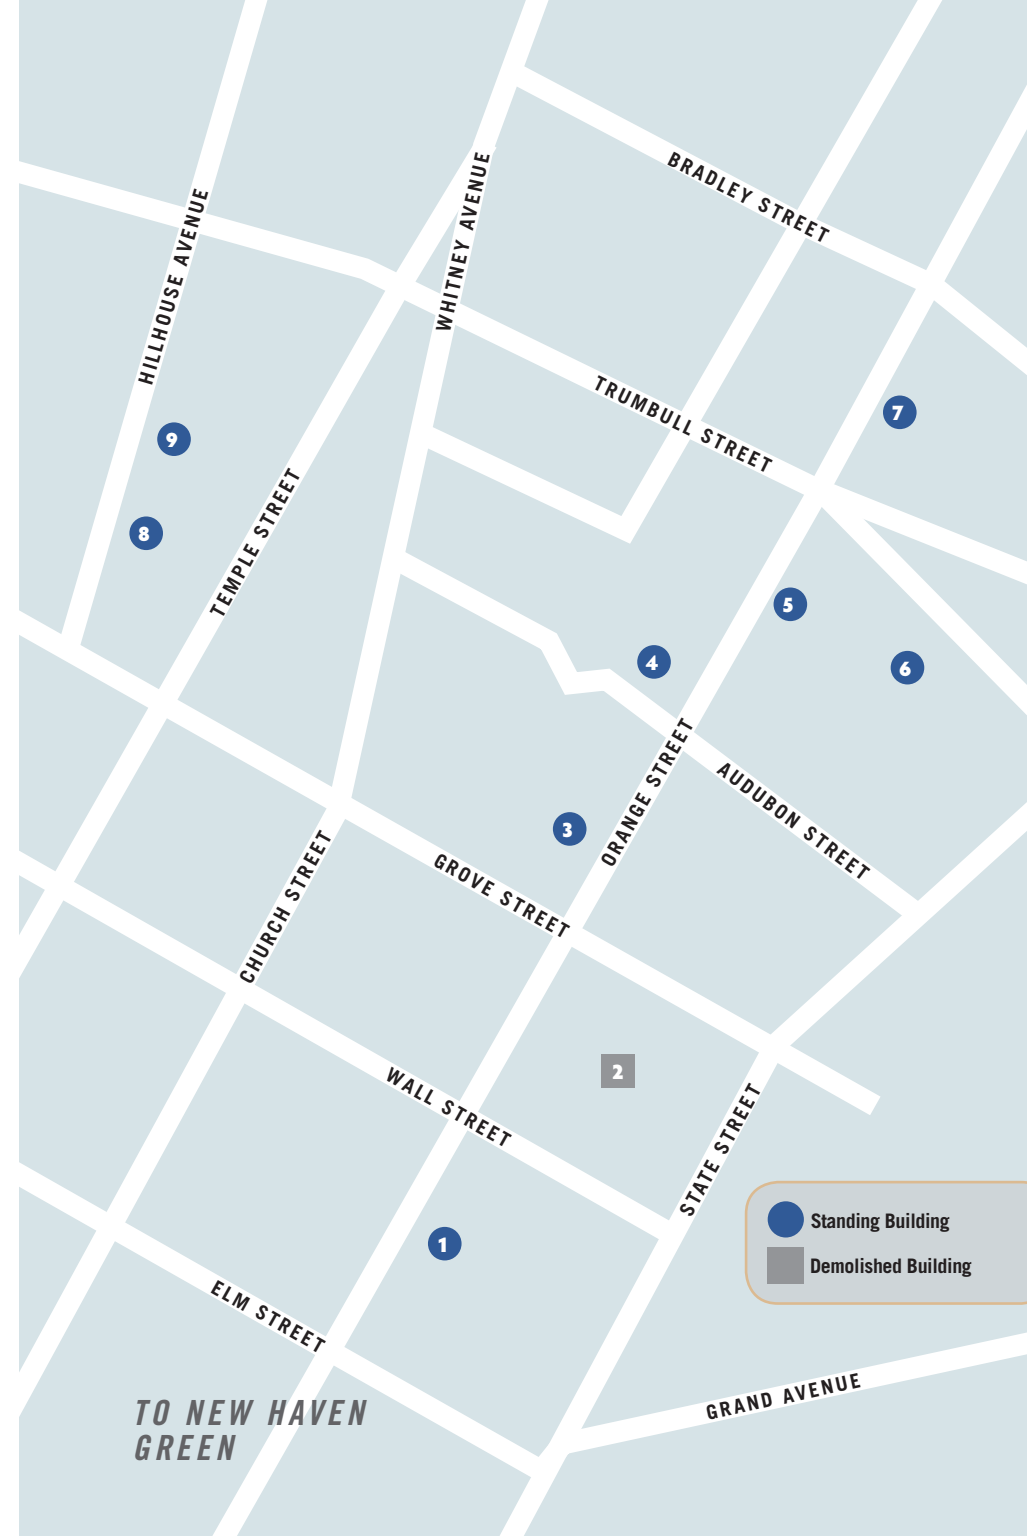 BRADLEY STREET
WHITNEY AVENUE
HILLHOUSE AVENUE
TRUMBULL STREET
7
9
TEMPLE STREET
8
5
4
6
ORANGE STREET
AUDUBON STREET
3
CHURCH STREET
GROVE STREET
2
WALL STREET
STATE STREET
1
Standing Building
Demolished Building
ELM STREET
GRAND AVENUE
TO NEW HAVEN
GREEN